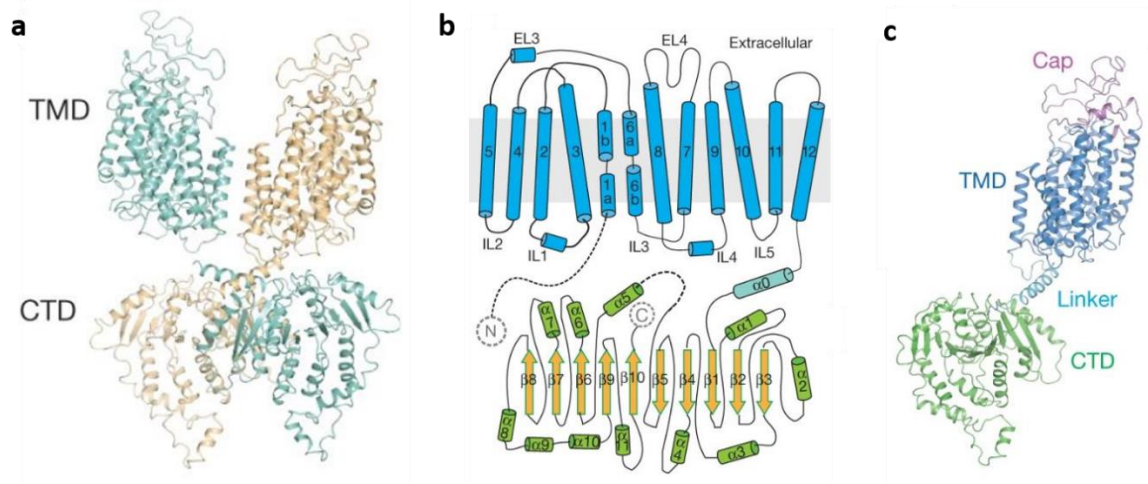 a
TMD
CTD
b
EL3
EL4
Extracellular
5
4
2
3
1b
1a
6a
6b
8
7
9
10
11
12
IL2
IL1
IL3
IL4
IL5
N
C
α0
α7
α6
α5
α1
α2
β8
β7
β6
β9
β10
β5
β4
β1
β2
β3
α8
α9
α10
α11
α4
α3
c
Cap
TMD
Linker
CTD